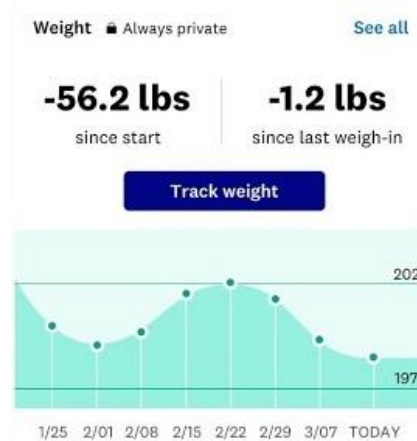 Weight Always private See all
-56.2 lbs -1.2 lbs
since start since last weigh-in
Track weight
202
197
1/25 2/01 2/08 2/15 2/22 2/29 3/07 TODAY